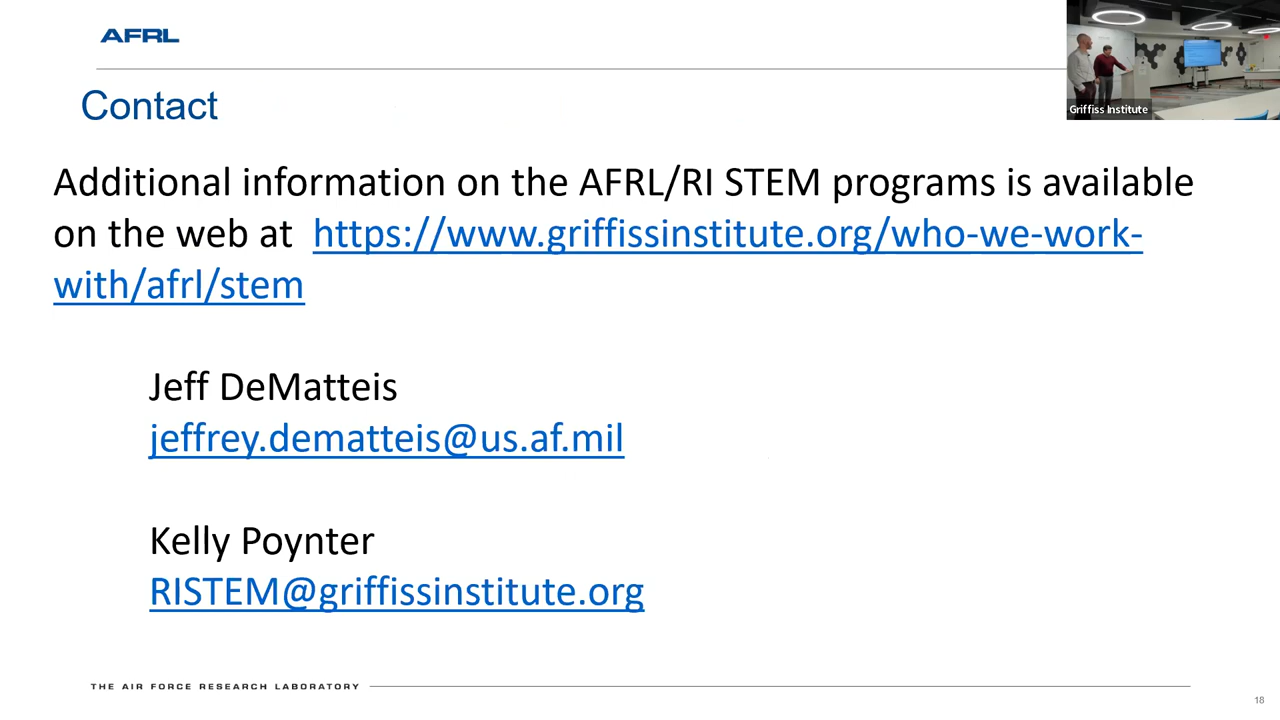 AFRL
Griffiss Institute
Contact
Additional information on the AFRL/RI STEM programs is available
on the web at https://www.griffissinstitute.org/who-we-work-
with/afrl/stem
Jeff DeMatteis
jeffrey.dematteis@us.af.mil
Kelly Poynter
RISTEM@griffissinstitute.org
THE AIR FORCE RESEARCH LABORATORY
18